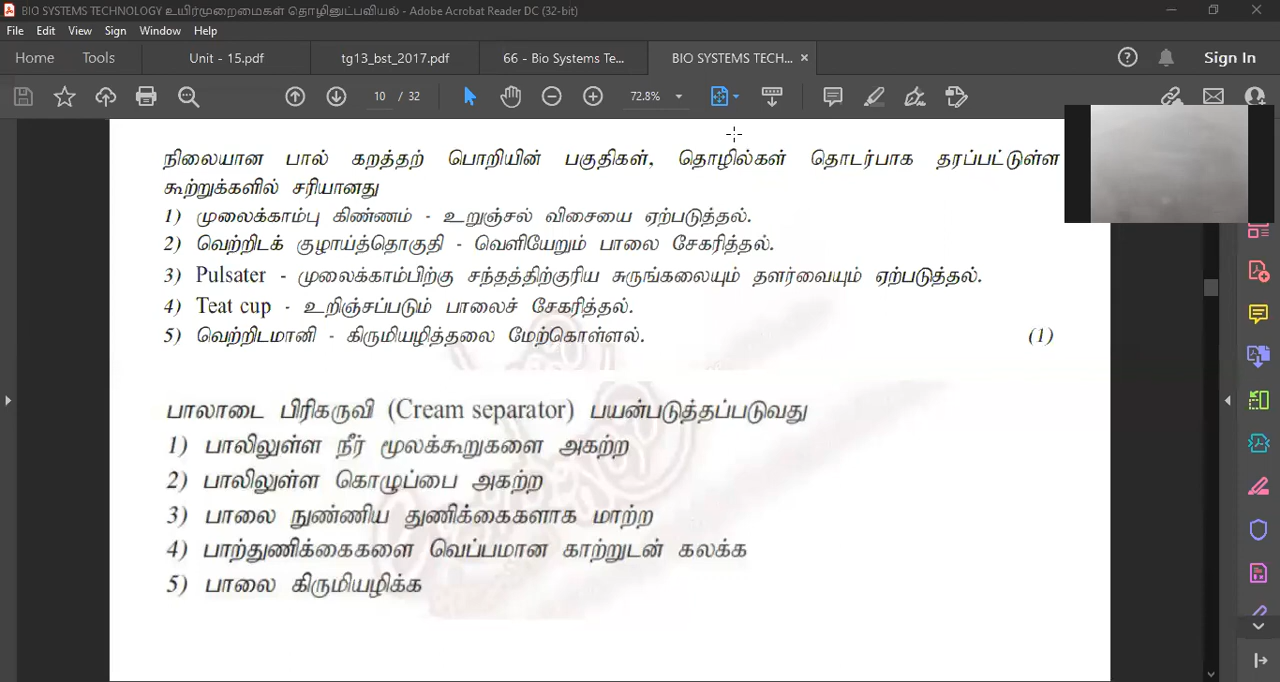 BIO SYSTEMS TECHNOLOGY உயிர்முறைமைகள் தொழினுட்பவியல் - Adobe Acrobat Reader DC (32-bit)
File Edit View Sign Window Help
Home Tools Unit - 15.pdf tg13_bst_2017.pdf 66 - Bio Systems Te... BIO SYSTEMS TECH... × Sign In
10 / 32 72.8%
நிலையான பால் கறத்தற் பொறியின் பகுதிகள், தொழில்கள் தொடர்பாக தரப்பட்டுள்ள
கூற்றுக்களில் சரியானது
1) முலைக்காம்பு கிண்ணம் - உறுஞ்சல் விசையை ஏற்படுத்தல்.
2) வெற்றிடக் குழாய்த்தொகுதி - வெளியேறும் பாலை சேகரித்தல்.
3) Pulsater - முலைக்காம்பிற்கு சந்தத்திற்குரிய சுருங்கலையும் தளர்வையும் ஏற்படுத்தல்.
4) Teat cup - உறிஞ்சப்படும் பாலைச் சேகரித்தல்.
5) வெற்றிடமானி - கிருமியழித்தலை மேற்கொள்ளல். (1)
பாலாடை பிரிகருவி (Cream separator) பயன்படுத்தப்படுவது
1) பாலிலுள்ள நீர் மூலக்கூறுகளை அகற்ற
2) பாலிலுள்ள கொழுப்பை அகற்ற
3) பாலை நுண்ணிய துணிக்கைகளாக மாற்ற
4) பாற்துணிக்கைகளை வெப்பமான காற்றுடன் கலக்க
5) பாலை கிருமியழிக்க